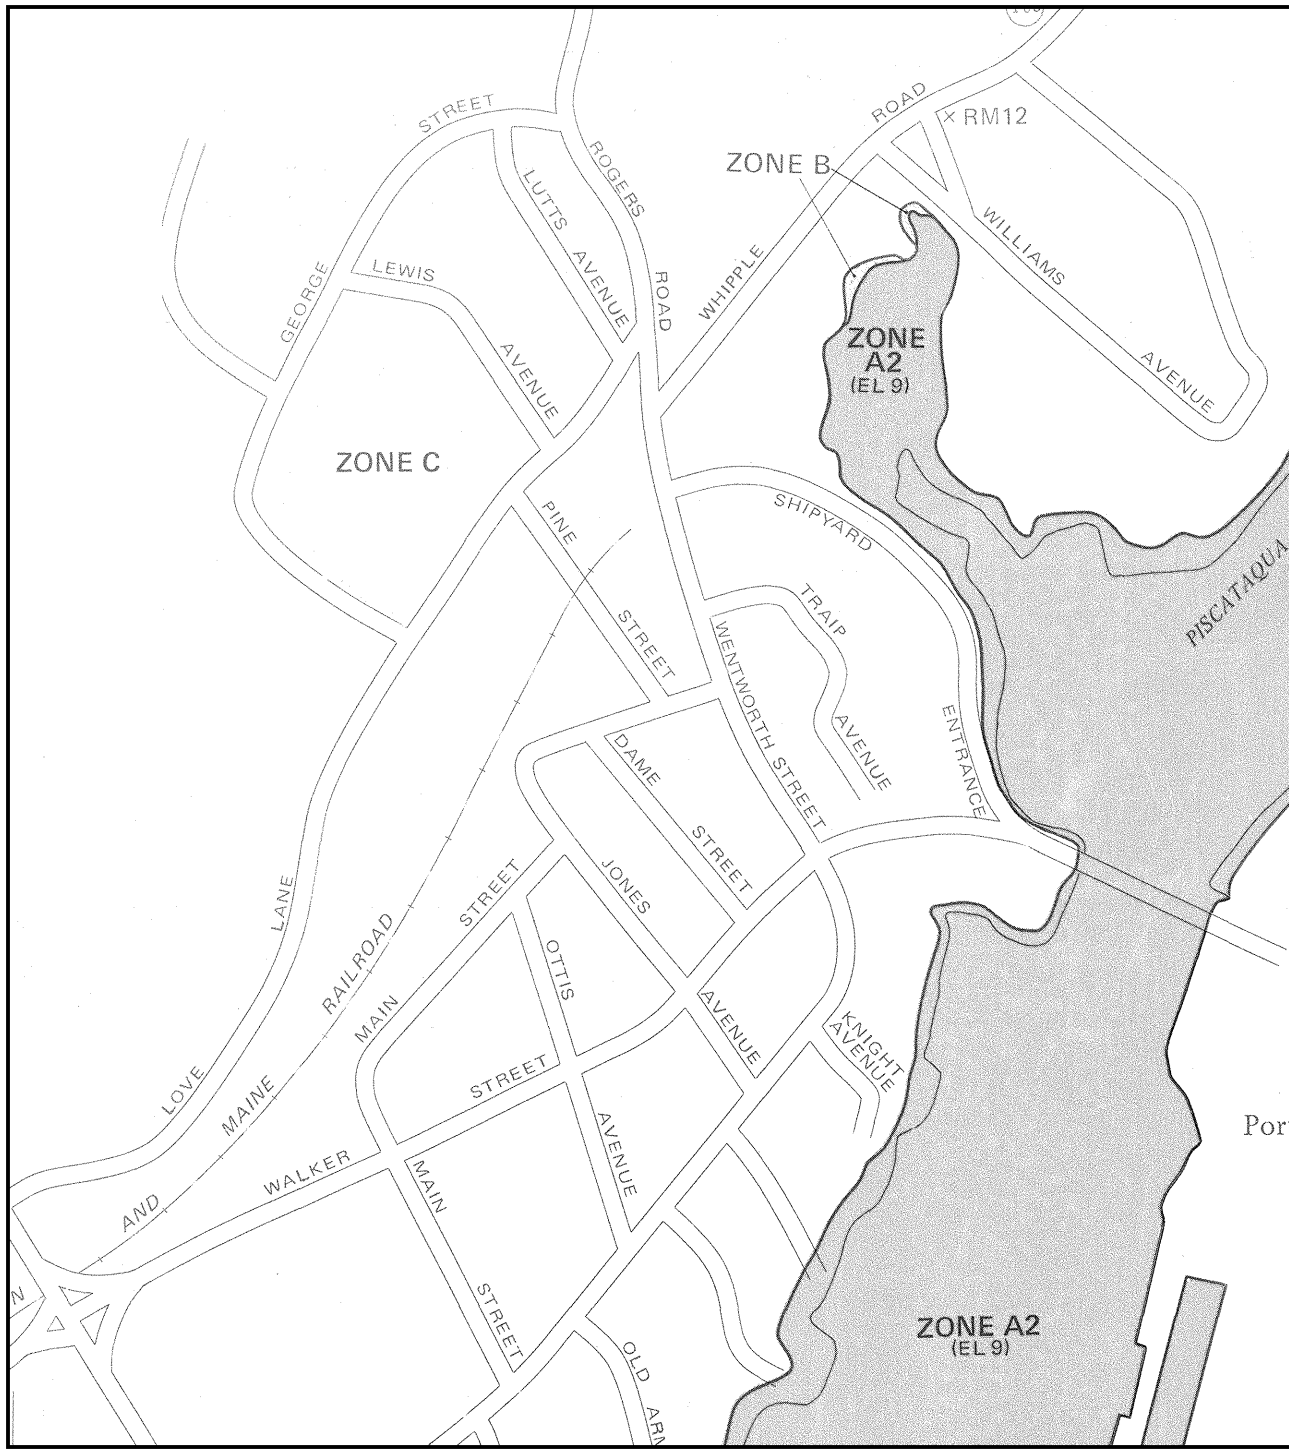 STREET
ROAD
RM12
ROGERS
ZONE B
LUTTS
WILLIAMS
LEWIS
WHIPPLE
AVENUE
GEORGE
ROAD
ZONE
A2
(EL 9)
AVENUE
AVENUE
ZONE C
SHIPYARD
PINE
PISCATAQUA
TRAIP
STREET
WENTWORTH STREET
ENTRANCE
AVENUE
DAME
STREET
JONES
STREET
LANE
RAILROAD
OTTIS
MAIN
AVENUE
KNIGHT
AVENUE
STREET
LOVE
MAINE
AVENUE
Por
WALKER
MAIN
AND
STREET
N
ZONE A2
(EL 9)
OLD